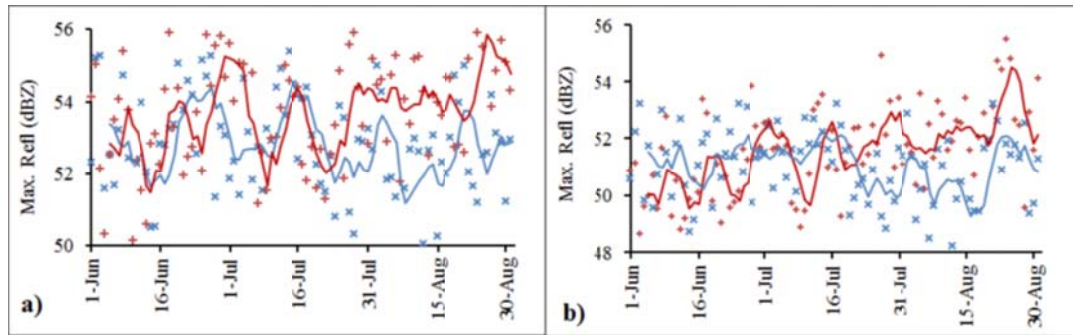 Max. Refl (dBZ)
56
54
52
50
1-Jun
16-Jun
1-Jul
16-Jul
31-Jul
15-Aug
30-Aug
a)
Max. Refl (dBZ)
56
54
52
50
48
1-Jun
16-Jun
1-Jul
16-Jul
31-Jul
15-Aug
30-Aug
b)